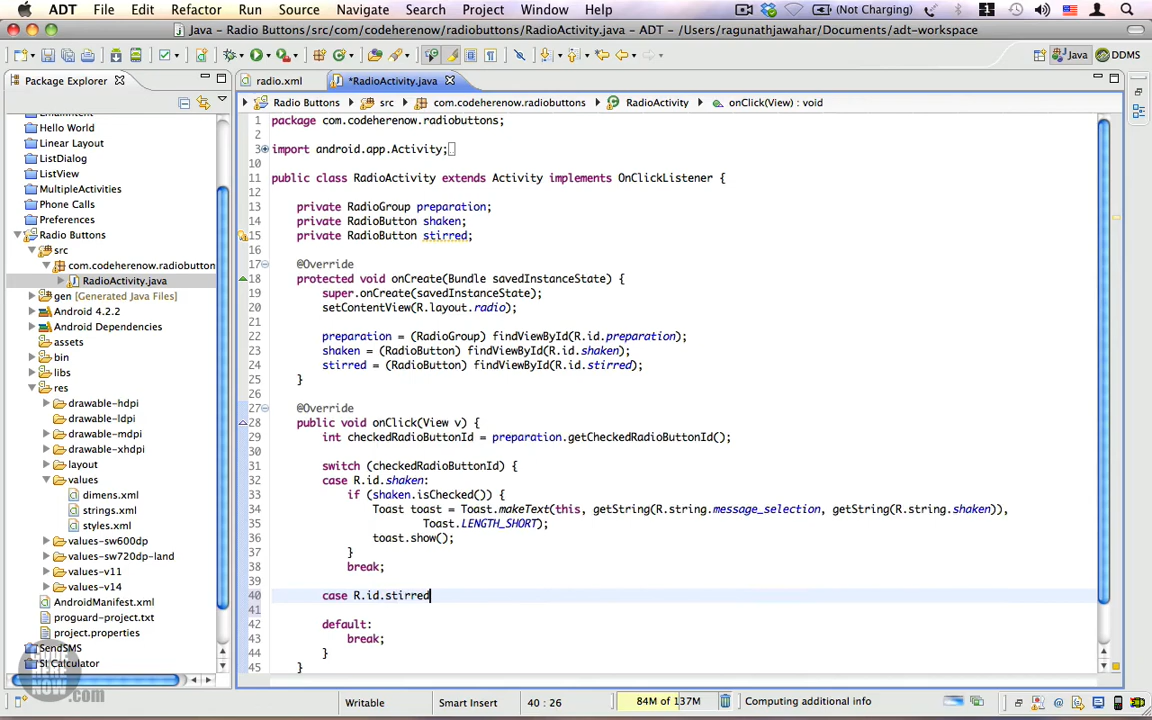 ADT File Edit Refactor Run Source Navigate Search Project Window Help (Not Charging)
Java – Radio Buttons/src/com/codeherenow/radiobuttons/RadioActivity.java – ADT – /Users/ragunathjawahar/Documents/adt-workspace
Java DDMS
Package Explorer
Hello World
Linear Layout
ListDialog
ListView
MultipleActivities
Phone Calls
Preferences
Radio Buttons
src
com.codeherenow.radiobutton
RadioActivity.java
gen [Generated Java Files]
Android 4.2.2
Android Dependencies
assets
bin
libs
res
drawable-hdpi
drawable-ldpi
drawable-mdpi
drawable-xhdpi
layout
values
dimens.xml
strings.xml
styles.xml
values-sw600dp
values-sw720dp-land
values-v11
values-v14
AndroidManifest.xml
proguard-project.txt
project.properties
SendSMS
SI Calculator
radio.xml *RadioActivity.java
Radio Buttons src com.codeherenow.radiobuttons RadioActivity onClick(View) : void
1 package com.codeherenow.radiobuttons;
2
3 import android.app.Activity;
10
11 public class RadioActivity extends Activity implements OnClickListener {
12
13 private RadioGroup preparation;
14 private RadioButton shaken;
15 private RadioButton stirred;
16
17 @Override
18 protected void onCreate(Bundle savedInstanceState) {
19 super.onCreate(savedInstanceState);
20 setContentView(R.layout.radio);
21
22 preparation = (RadioGroup) findViewById(R.id.preparation);
23 shaken = (RadioButton) findViewById(R.id.shaken);
24 stirred = (RadioButton) findViewById(R.id.stirred);
25 }
26
27 @Override
28 public void onClick(View v) {
29 int checkedRadioButtonId = preparation.getCheckedRadioButtonId();
30
31 switch (checkedRadioButtonId) {
32 case R.id.shaken:
33 if (shaken.isChecked()) {
34 Toast toast = Toast.makeText(this, getString(R.string.message_selection, getString(R.string.shaken)),
35 Toast.LENGTH_SHORT);
36 toast.show();
37 }
38 break;
39
40 case R.id.stirred
41
42 default:
43 break;
44 }
45 }
Writable Smart Insert 40 : 26 84M of 137M Computing additional info